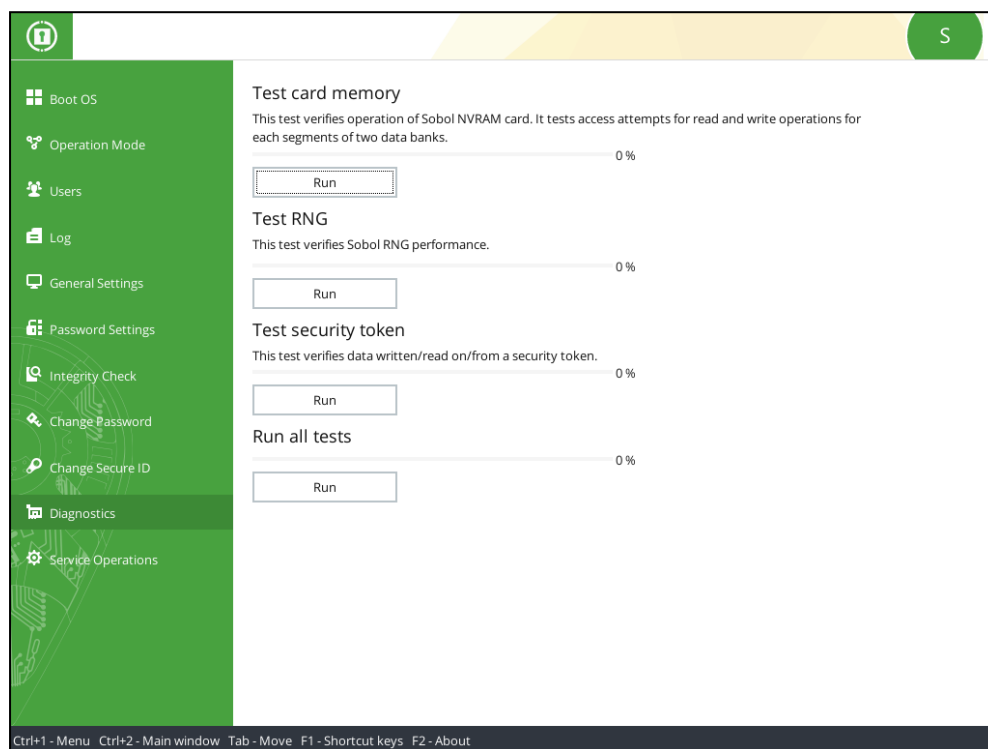 S
Boot OS
Operation Mode
Users
Log
General Settings
Password Settings
Integrity Check
Change Password
Change Secure ID
Diagnostics
Service Operations
Test card memory
This test verifies operation of Sobol NVRAM card. It tests access attempts for read and write operations for
each segments of two data banks.
0 %
Run
Test RNG
This test verifies Sobol RNG performance.
0 %
Run
Test security token
This test verifies data written/read on/from a security token.
0 %
Run
Run all tests
0 %
Run
Ctrl+1 - Menu Ctrl+2 - Main window Tab - Move F1 - Shortcut keys F2 - About